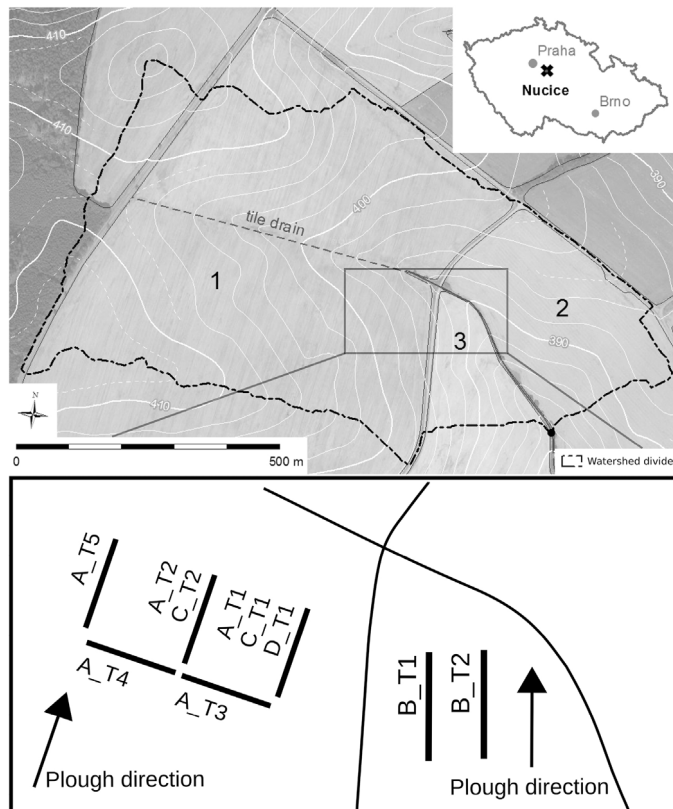 410
Praha
Nucice
Brno
410
390
400
tile drain
1
2
3
390
410
N
0
500 m
Watershed divide
A_T5
A_T2
C_T2
A_T1
C_T1
D_T1
A_T4
A_T3
B_T1
B_T2
Plough direction
Plough direction